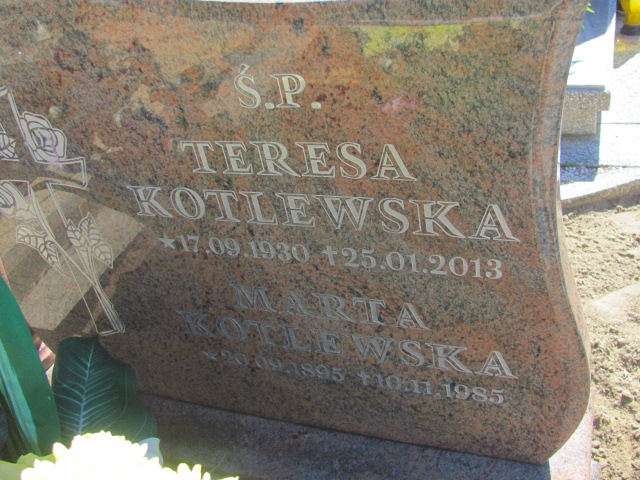 Ś.P.
TERESA
KOTLEWSKA
★17.09.1930 ✝25.01.2013
MARTA
KOTLEWSKA
✝10.11.1985